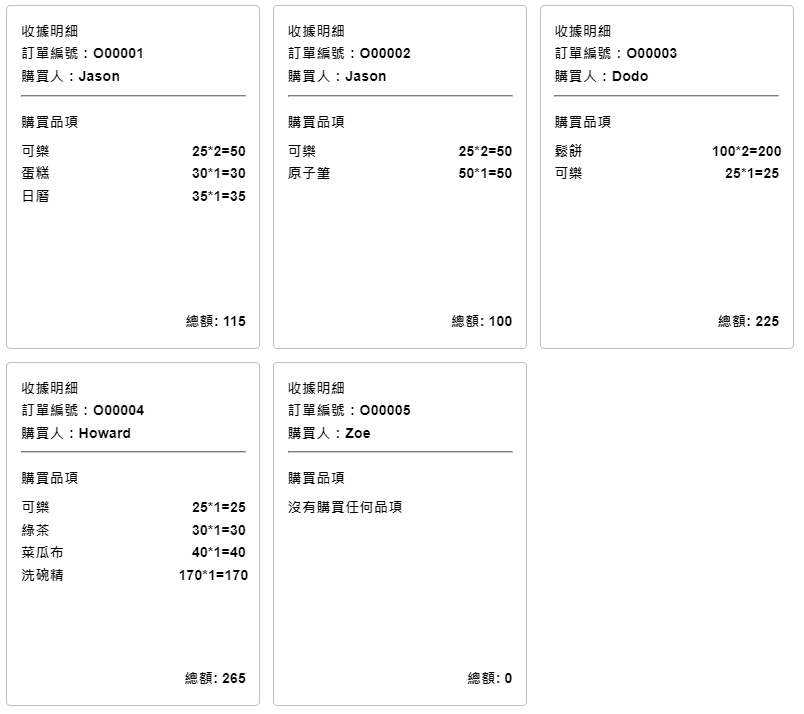 收據明細
訂單編號：O00001
購買人：Jason
購買品項
可樂 25*2=50
蛋糕 30*1=30
日曆 35*1=35
總額: 115
收據明細
訂單編號：O00002
購買人：Jason
購買品項
可樂 25*2=50
原子筆 50*1=50
總額: 100
收據明細
訂單編號：O00003
購買人：Dodo
購買品項
鬆餅 100*2=200
可樂 25*1=25
總額: 225
收據明細
訂單編號：O00004
購買人：Howard
購買品項
可樂 25*1=25
綠茶 30*1=30
菜瓜布 40*1=40
洗碗精 170*1=170
總額: 265
收據明細
訂單編號：O00005
購買人：Zoe
購買品項
沒有購買任何品項
總額: 0